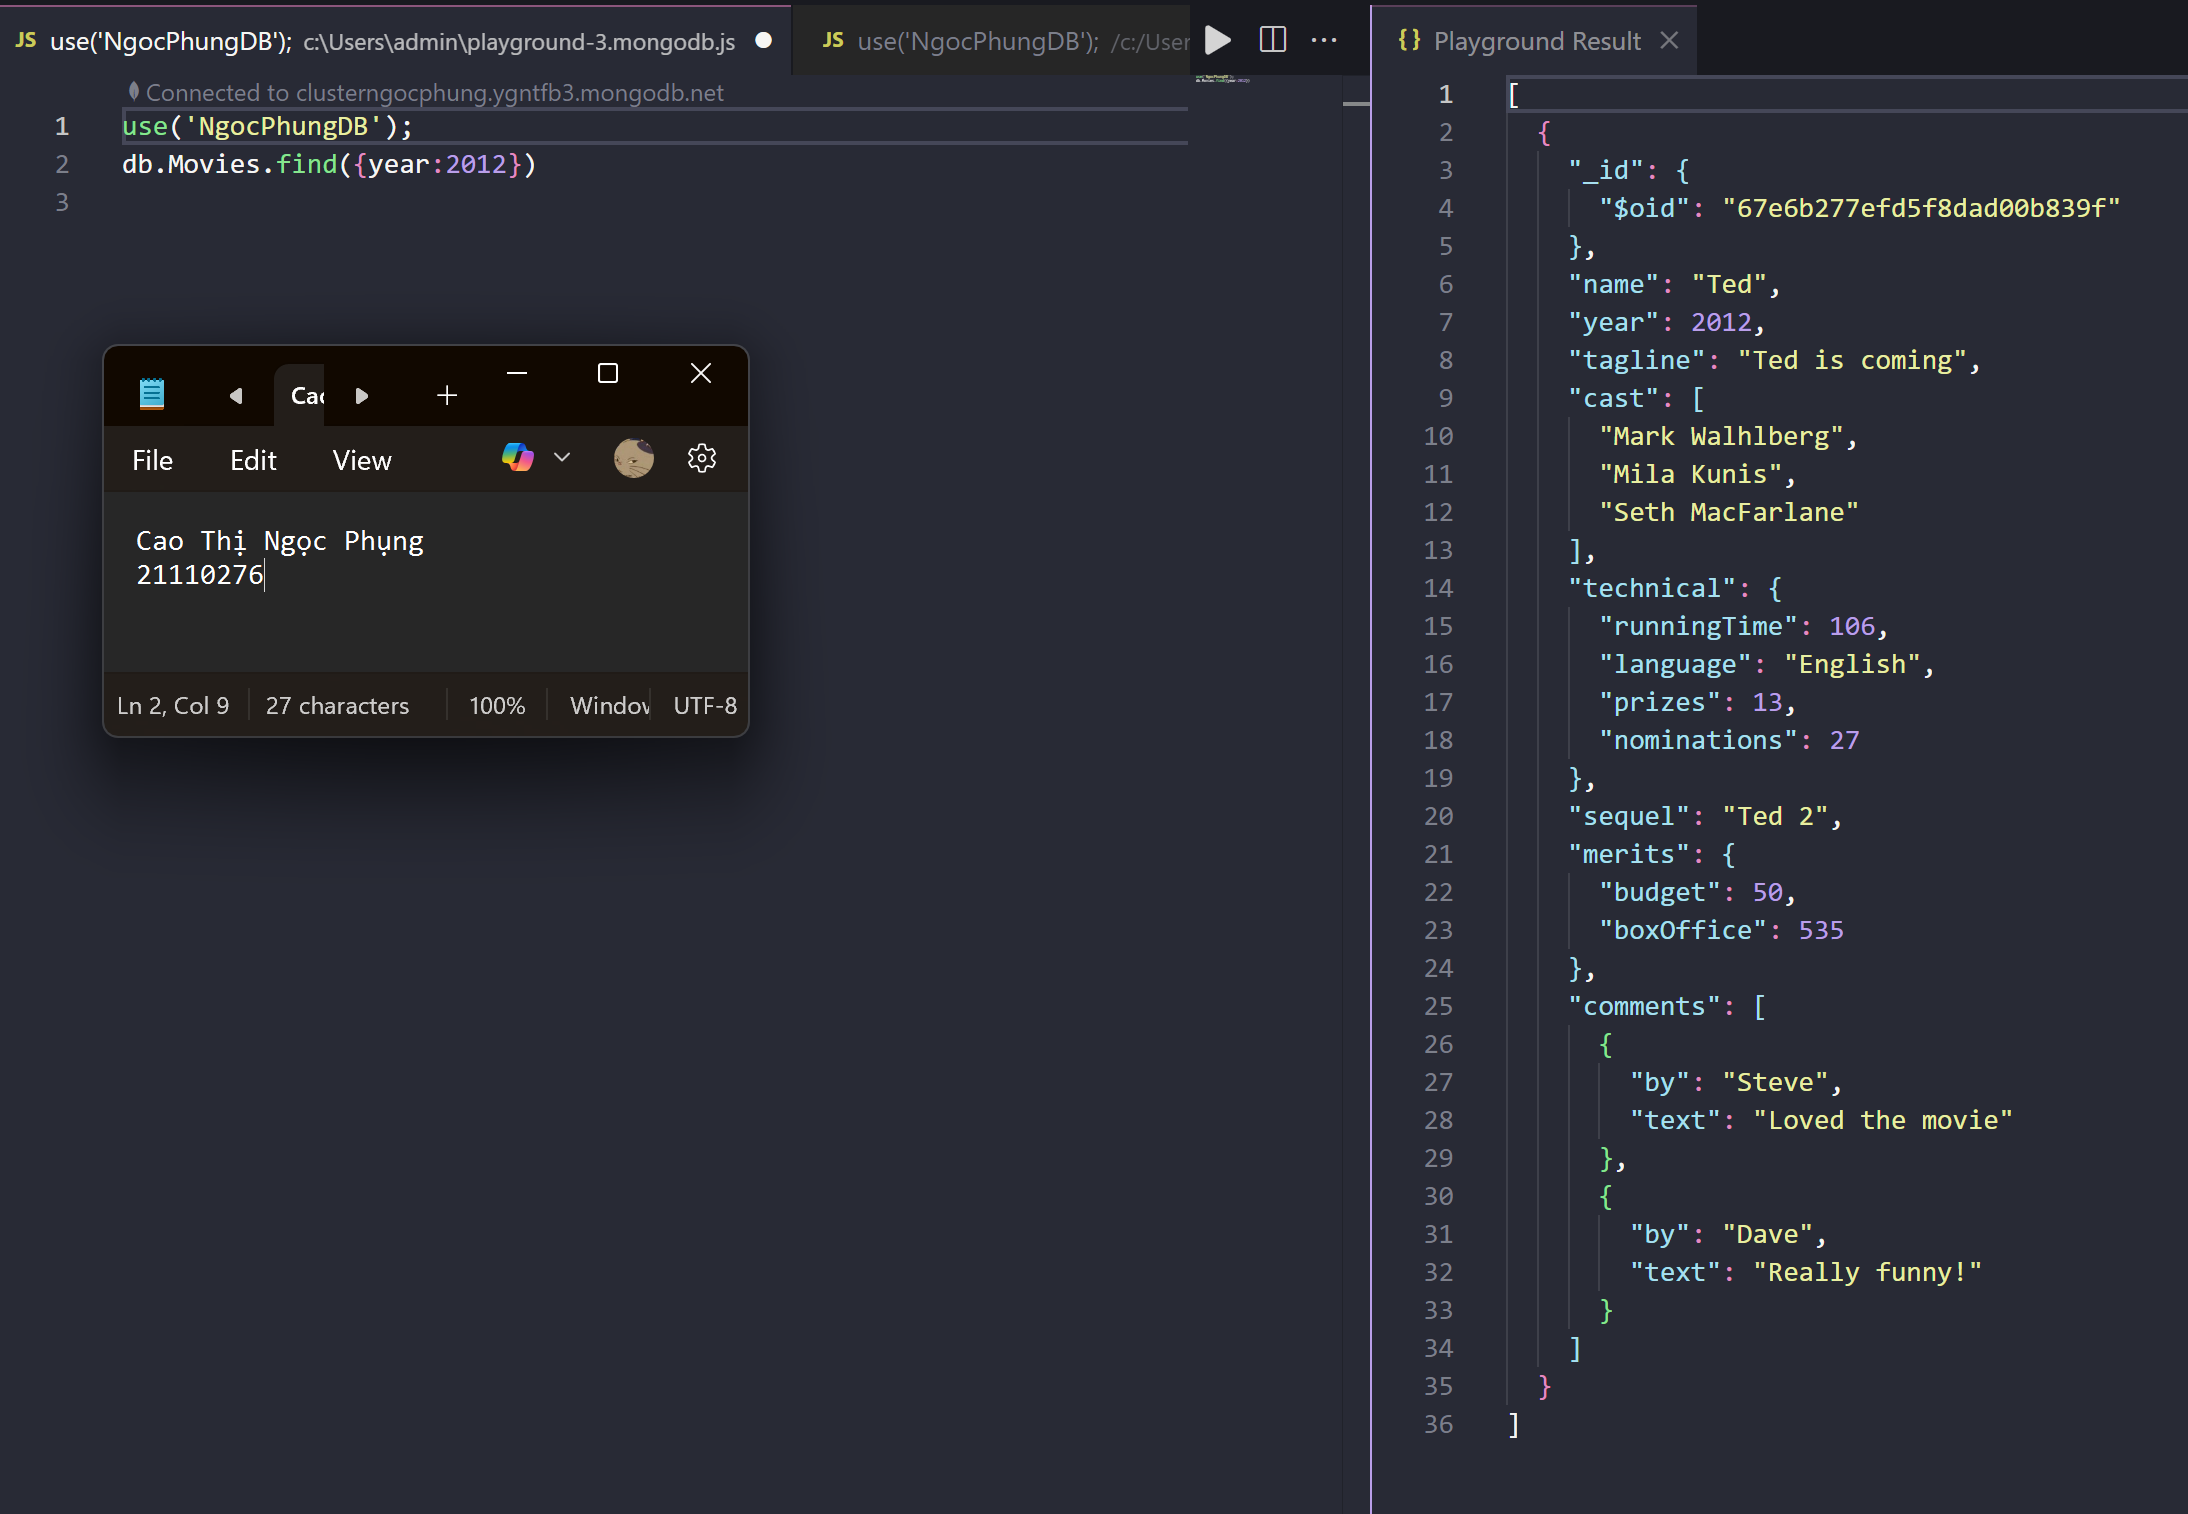 JS use('NgocPhungDB'); c:\Users\admin\playground-3.mongodb.js
JS use('NgocPhungDB'); /c:/User
Connected to clusterngocphung.ygntfb3.mongodb.net
1 use('NgocPhungDB');
2 db.Movies.find({year:2012})
3
Cao
File Edit View
Cao Thị Ngọc Phụng
21110276
Ln 2, Col 9 27 characters 100% Window UTF-8
{} Playground Result
1 [
2 {
3 "_id": {
4 "$oid": "67e6b277efd5f8dad00b839f"
5 },
6 "name": "Ted",
7 "year": 2012,
8 "tagline": "Ted is coming",
9 "cast": [
10 "Mark Walhlberg",
11 "Mila Kunis",
12 "Seth MacFarlane"
13 ],
14 "technical": {
15 "runningTime": 106,
16 "language": "English",
17 "prizes": 13,
18 "nominations": 27
19 },
20 "sequel": "Ted 2",
21 "merits": {
22 "budget": 50,
23 "boxOffice": 535
24 },
25 "comments": [
26 {
27 "by": "Steve",
28 "text": "Loved the movie"
29 },
30 {
31 "by": "Dave",
32 "text": "Really funny!"
33 }
34 ]
35 }
36 ]